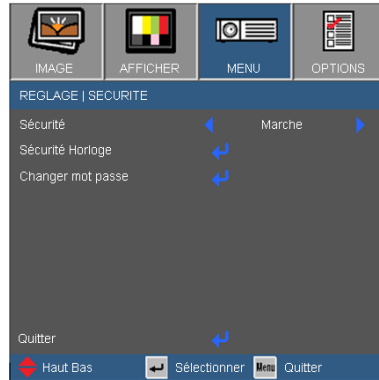 IMAGE AFFICHER MENU OPTIONS
REGLAGE | SECURITE
Sécurité Marche
Sécurité Horloge
Changer mot passe
Quitter
Haut Bas Sélectionner Menu Quitter